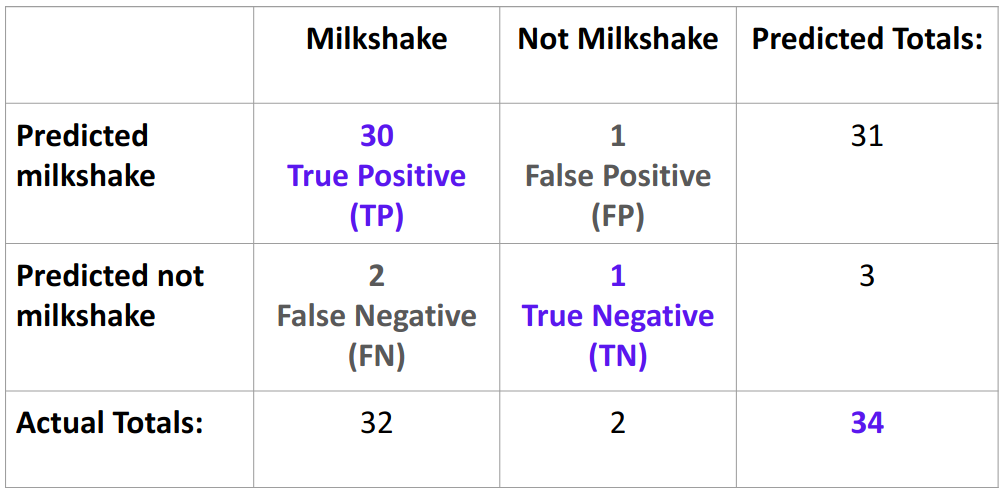 Milkshake Not Milkshake Predicted Totals:
Predicted milkshake
30
True Positive
(TP)
1
False Positive
(FP)
31
Predicted not milkshake
2
False Negative
(FN)
1
True Negative
(TN)
3
Actual Totals: 32 2 34